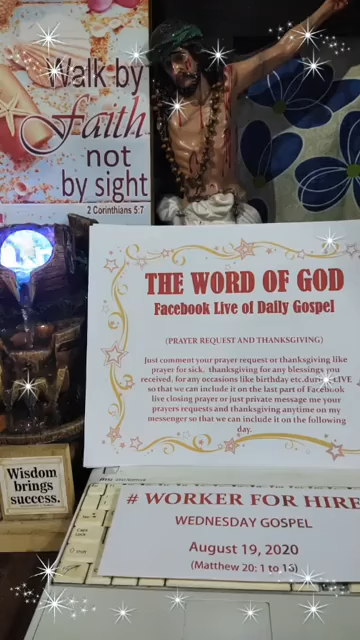 Walk by
Faith
not
by sight
2 Corinthians 5:7
THE WORD OF GOD
Facebook Live of Daily Gospel
(PRAYER REQUEST AND THANKSGIVING)
Just comment your prayer request or thanksgiving like
prayer for sick, thanksgiving for any blessings you
received, for any occasions like birthday etc.during LIVE
so that we can include it on the last part of Facebook
live closing prayer or just private message me your
prayers requests and thanksgiving anytime on my
messenger so that we can include it on the following
day.
Wisdom
brings
success.
# WORKER FOR HIRE
WEDNESDAY GOSPEL
August 19, 2020
(Matthew 20: 1 to 16)
Caps
Lock
Shift